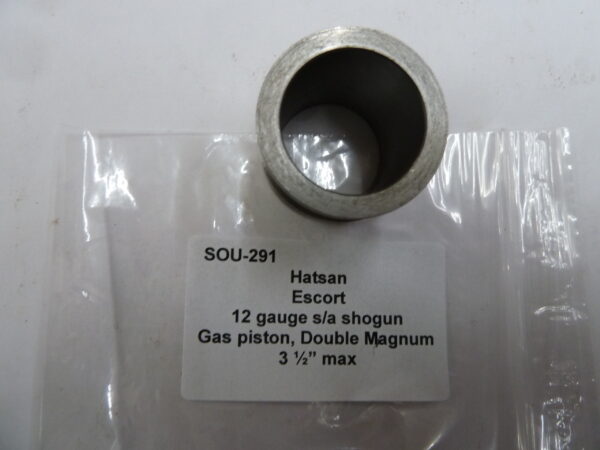 SOU-291
Hatsan
Escort
12 gauge s/a shogun
Gas piston, Double Magnum
3 ½” max